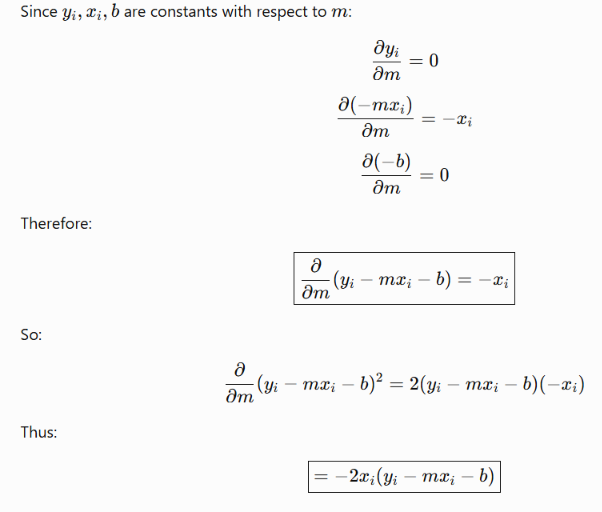 Since $y_i, x_i, b$ are constants with respect to $m$:
$\frac{\partial y_i}{\partial m} = 0$
$\frac{\partial (-mx_i)}{\partial m} = -x_i$
$\frac{\partial (-b)}{\partial m} = 0$
Therefore:
$\frac{\partial}{\partial m}(y_i - mx_i - b) = -x_i$
So:
$\frac{\partial}{\partial m}(y_i - mx_i - b)^2 = 2(y_i - mx_i - b)(-x_i)$
Thus:
$= -2x_i(y_i - mx_i - b)$